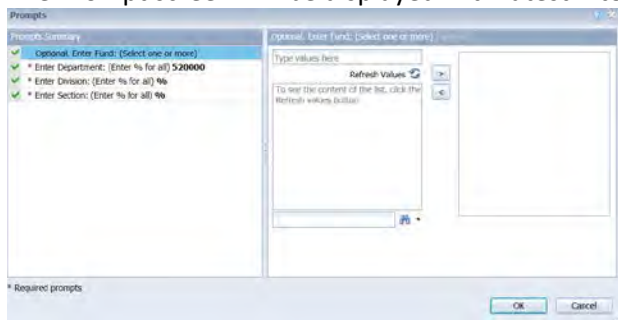 Prompts
Prompts Summary
Optional. Enter Fund: (Select one or more)
* Enter Department: (Enter % for all) 520000
* Enter Division: (Enter % for all) %
* Enter Section: (Enter % for all) %
Optional. Enter Fund: (Select one or more)
Type values here
Refresh Values
>
To see the content of the list, click the
Refresh values button
<
* Required prompts
OK
Cancel